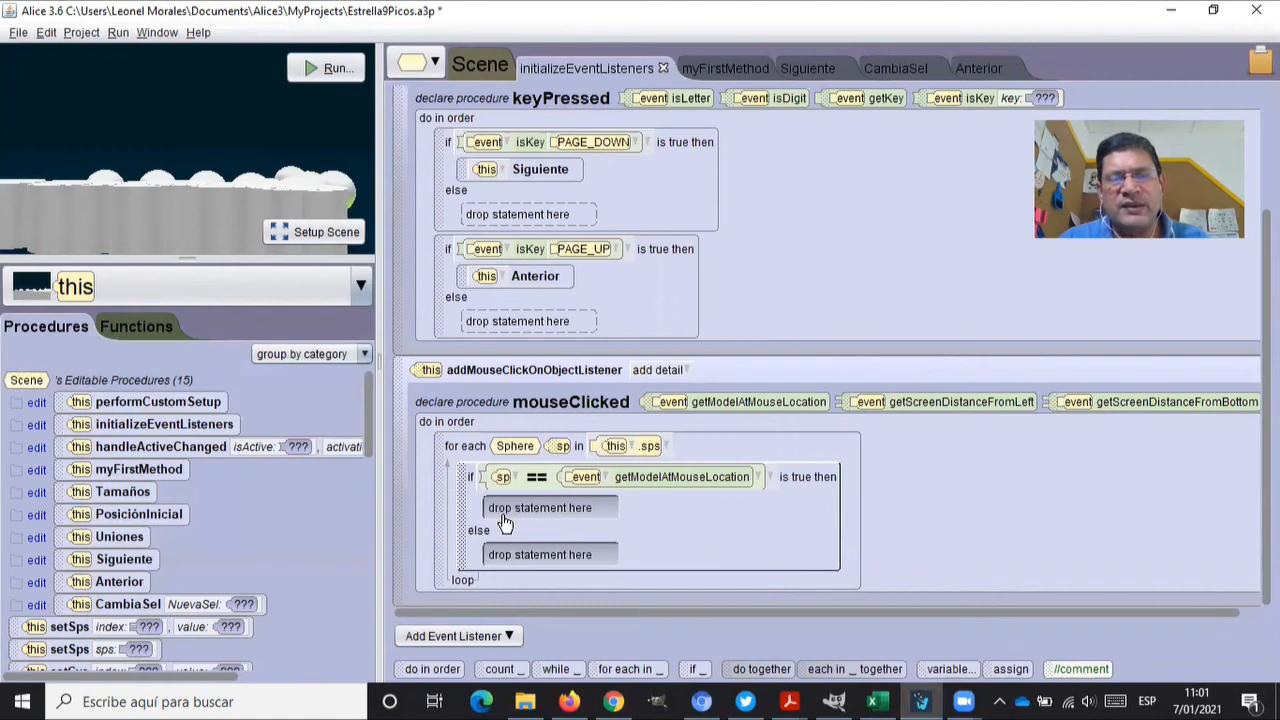 Alice 3.6 C:\Users\Leonel Morales\Documents\Alice3\MyProjects\Estrella9Picos.a3p *
File Edit Project Run Window Help
Run...
Setup Scene
this
Procedures Functions
group by category
Scene 's Editable Procedures (15)
edit this performCustomSetup
edit this initializeEventListeners
edit this handleActiveChanged isActive: ??? , activati
edit this myFirstMethod
edit this Tamaños
edit this PosiciónInicial
edit this Uniones
edit this Siguiente
edit this Anterior
edit this CambiaSel NuevaSel: ???
this setSps index: ??? , value: ???
this setSps sps: ???
Scene initializeEventListeners x myFirstMethod Siguiente CambiaSel Anterior
declare procedure keyPressed event isLetter event isDigit event getKey event isKey key: ???
do in order
if event isKey PAGE_DOWN is true then
this Siguiente
else
drop statement here
if event isKey PAGE_UP is true then
this Anterior
else
drop statement here
this addMouseClickOnObjectListener add detail
declare procedure mouseClicked event getModelAtMouseLocation event getScreenDistanceFromLeft event getScreenDistanceFromBottom
do in order
for each Sphere sp in this .sps
if sp == event getModelAtMouseLocation is true then
drop statement here
else
drop statement here
loop
Add Event Listener
do in order count _ while _ for each in _ if _ do together each in _ together variable... assign //comment
Escribe aquí para buscar
ESP
11:01
7/01/2021